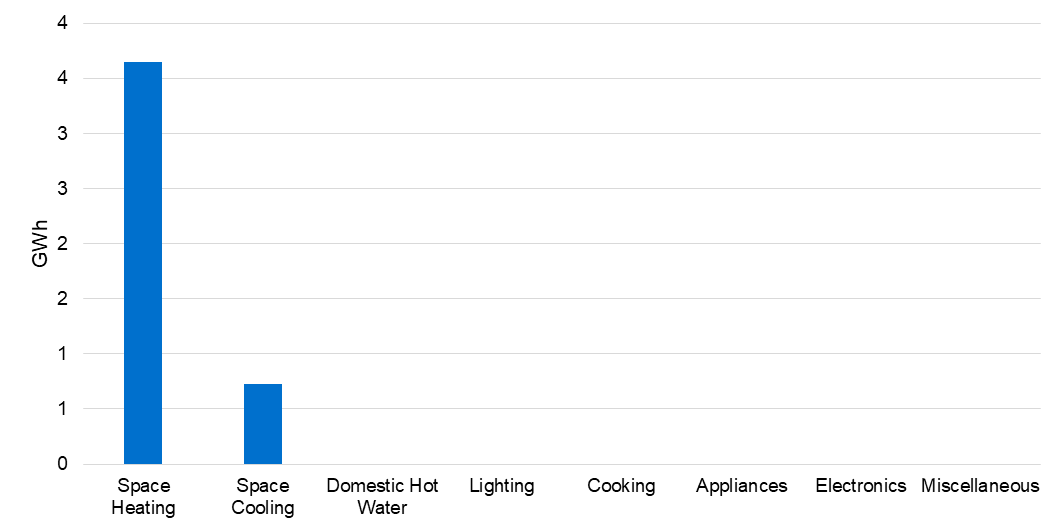 4
4
3
3
2
2
1
1
0
GWh
Space Heating
Space Cooling
Domestic Hot Water
Lighting
Cooking
Appliances
Electronics
Miscellaneous